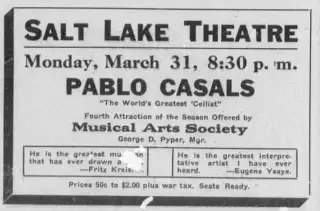 SALT LAKE THEATRE
Monday, March 31, 8:30 p. m.
PABLO CASALS
"The World's Greatest 'Cellist"
Fourth Attraction of the Season Offered by
Musical Arts Society
George D. Pyper, Mgr.
He is the greatest
that has ever drawn a
—Fritz
He is the greatest interpre-
tative artist I have ever
heard. —Eugene Ysaye.
Prices 50c to $2.00 plus war tax. Seats Ready.